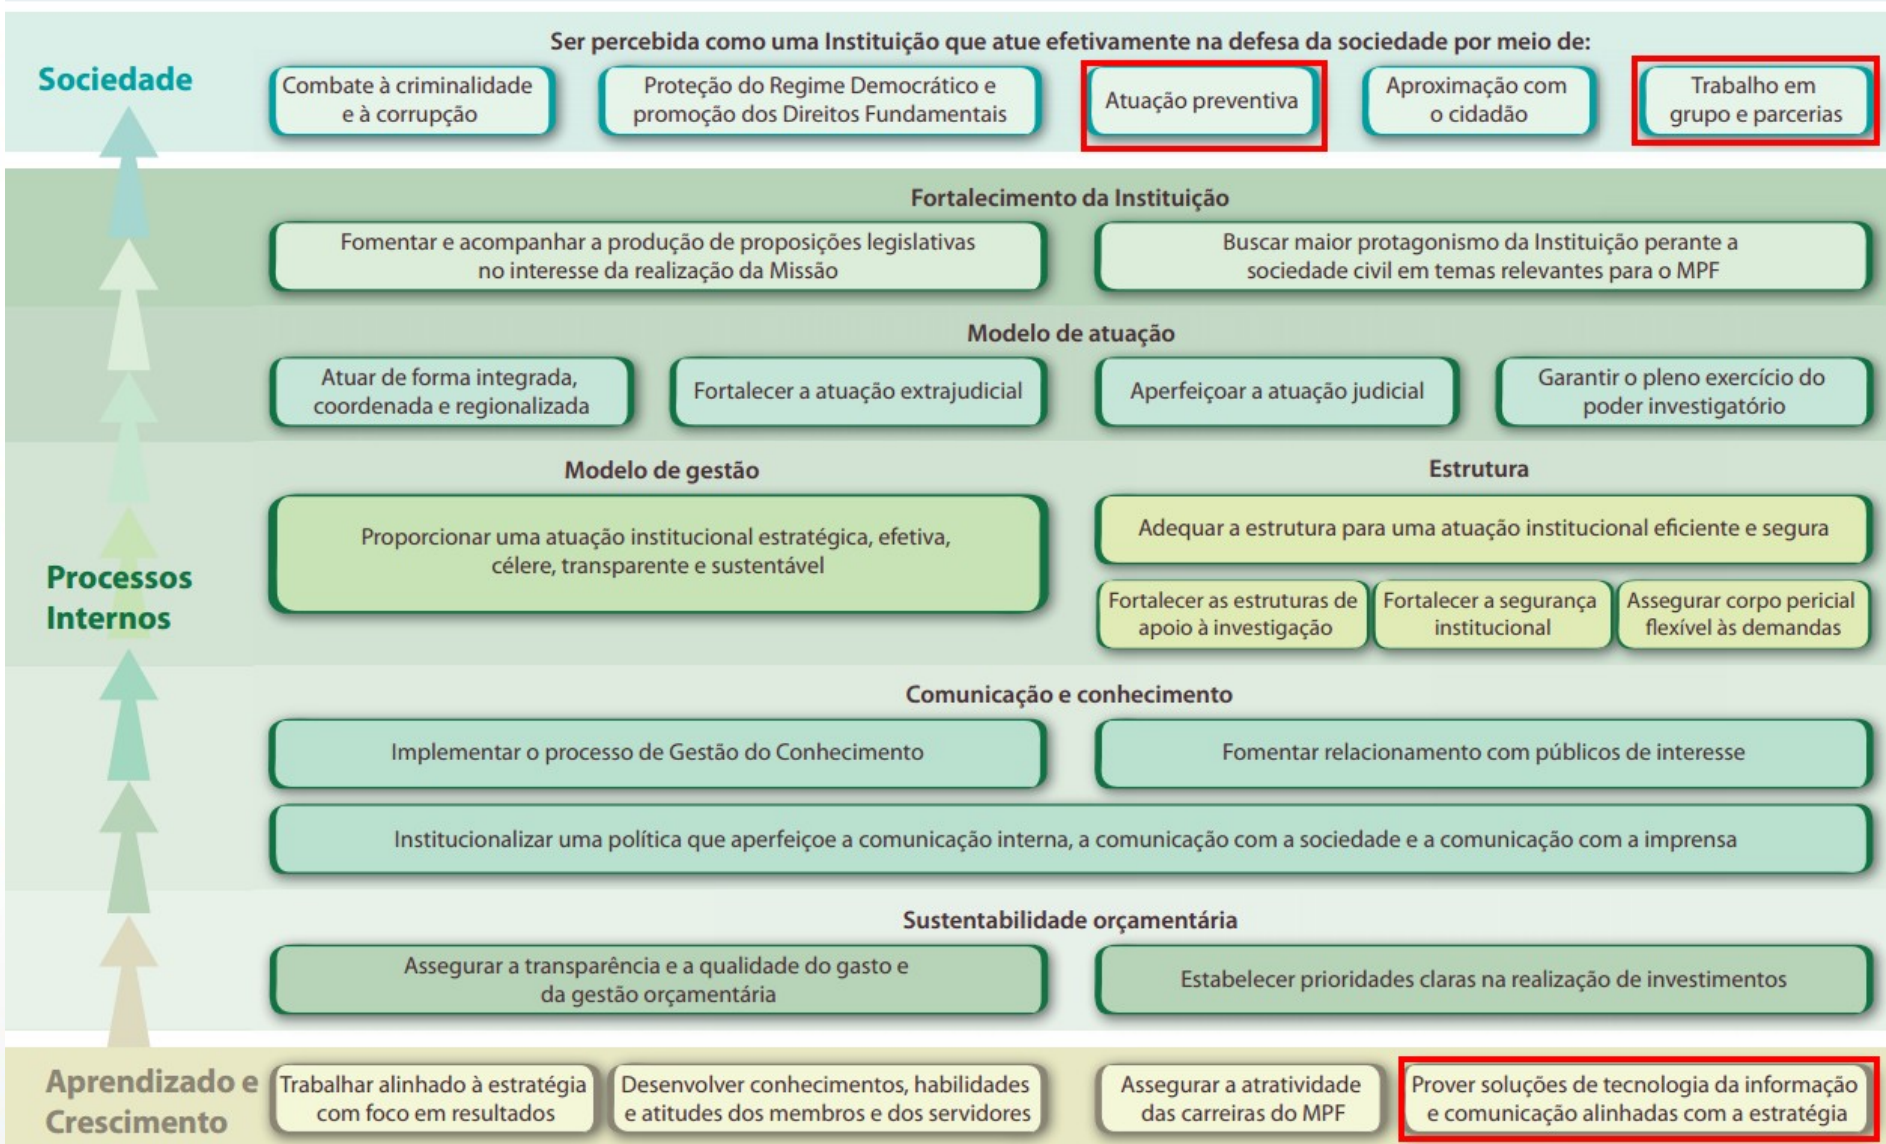 Ser percebida como uma Instituição que atue efetivamente na defesa da sociedade por meio de:
Sociedade
Combate à criminalidade
e à corrupção
Proteção do Regime Democrático e
promoção dos Direitos Fundamentais
Atuação preventiva
Aproximação com
o cidadão
Trabalho em
grupo e parcerias
Processos
Internos
Fortalecimento da Instituição
Fomentar e acompanhar a produção de proposições legislativas
no interesse da realização da Missão
Buscar maior protagonismo da Instituição perante a
sociedade civil em temas relevantes para o MPF
Modelo de atuação
Atuar de forma integrada,
coordenada e regionalizada
Fortalecer a atuação extrajudicial
Aperfeiçoar a atuação judicial
Garantir o pleno exercício do
poder investigatório
Modelo de gestão
Proporcionar uma atuação institucional estratégica, efetiva,
célere, transparente e sustentável
Estrutura
Adequar a estrutura para uma atuação institucional eficiente e segura
Fortalecer as estruturas de
apoio à investigação
Fortalecer a segurança
institucional
Assegurar corpo pericial
flexível às demandas
Comunicação e conhecimento
Implementar o processo de Gestão do Conhecimento
Fomentar relacionamento com públicos de interesse
Institucionalizar uma política que aperfeiçoe a comunicação interna, a comunicação com a sociedade e a comunicação com a imprensa
Sustentabilidade orçamentária
Assegurar a transparência e a qualidade do gasto e
da gestão orçamentária
Estabelecer prioridades claras na realização de investimentos
Aprendizado e
Crescimento
Trabalhar alinhado à estratégia
com foco em resultados
Desenvolver conhecimentos, habilidades
e atitudes dos membros e dos servidores
Assegurar a atratividade
das carreiras do MPF
Prover soluções de tecnologia da informação
e comunicação alinhadas com a estratégia